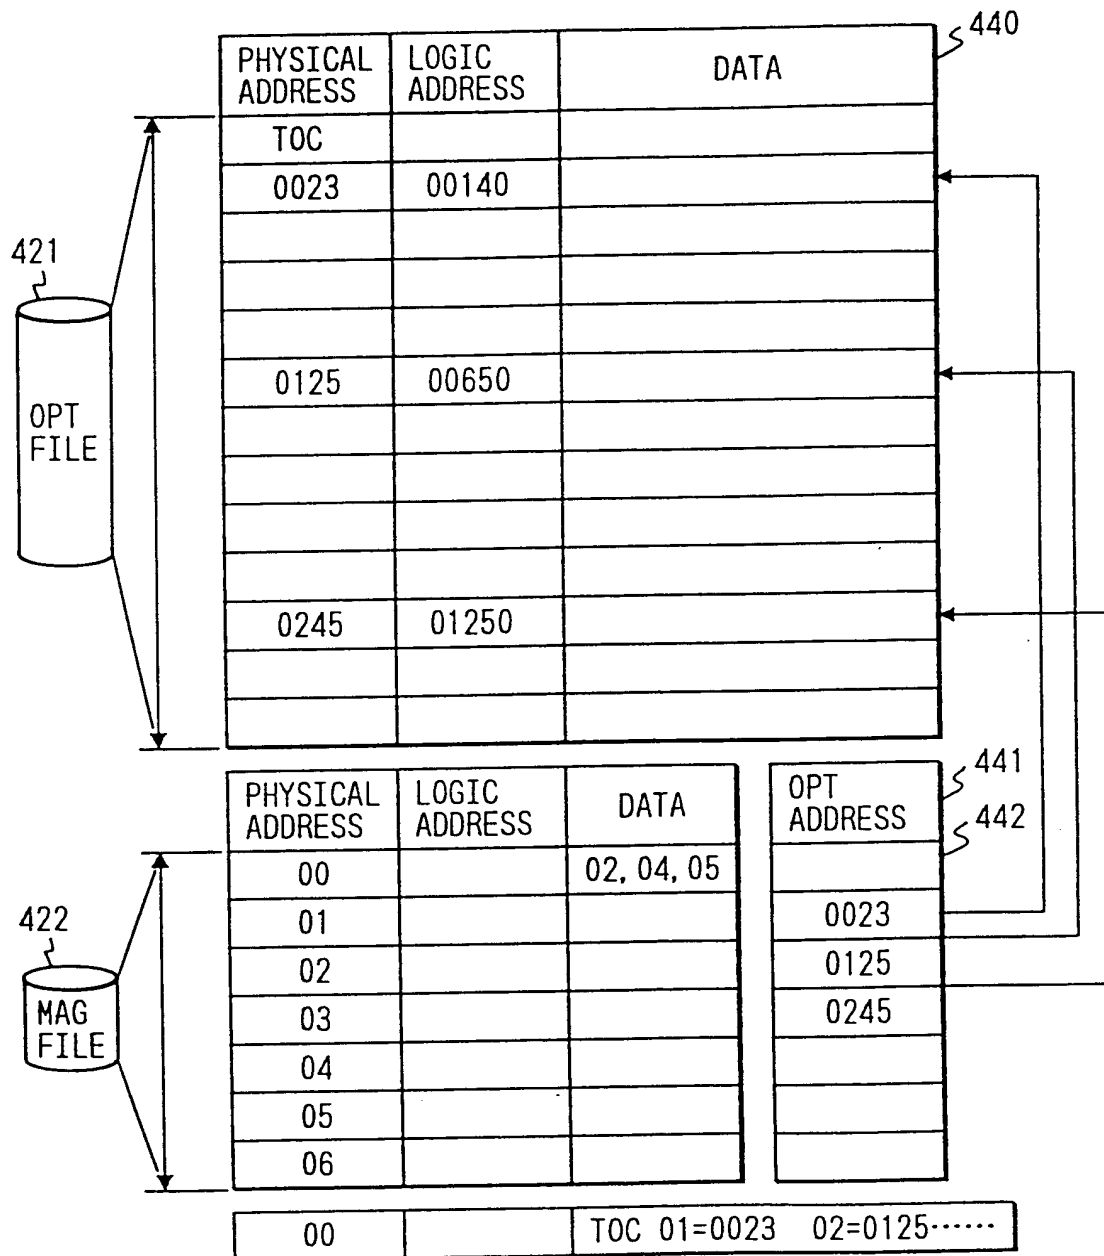 440
PHYSICAL ADDRESS LOGIC ADDRESS DATA
TOC
0023 00140
421
0125 00650
OPT
FILE
0245 01250
PHYSICAL ADDRESS LOGIC ADDRESS DATA OPT ADDRESS
441
442
00 02, 04, 05
422
01 0023
02 0125
MAG
FILE
03 0245
04
05
06
00 TOC 01=0023 02=0125······